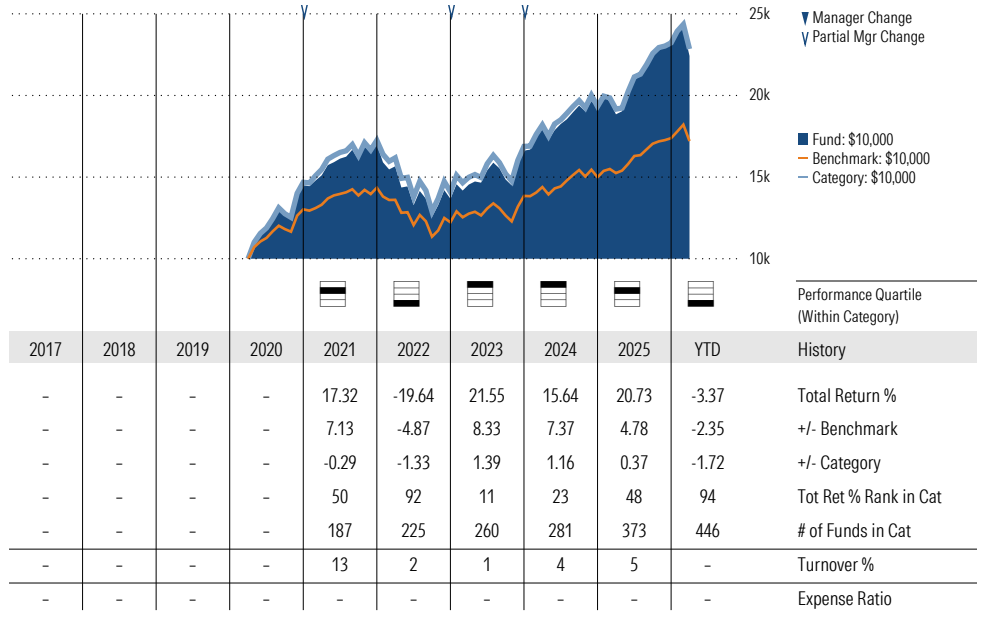 25k
20k
15k
10k
Manager Change
Partial Mgr Change
Fund: $10,000
Benchmark: $10,000
Category: $10,000
Performance Quartile
(Within Category)
2017 2018 2019 2020 2021 2022 2023 2024 2025 YTD History
– – – – 17.32 -19.64 21.55 15.64 20.73 -3.37 Total Return %
– – – – 7.13 -4.87 8.33 7.37 4.78 -2.35 +/- Benchmark
– – – – -0.29 -1.33 1.39 1.16 0.37 -1.72 +/- Category
– – – – 50 92 11 23 48 94 Tot Ret % Rank in Cat
– – – – 187 225 260 281 373 446 # of Funds in Cat
– – – – 13 2 1 4 5 – Turnover %
– – – – – – – – – – Expense Ratio